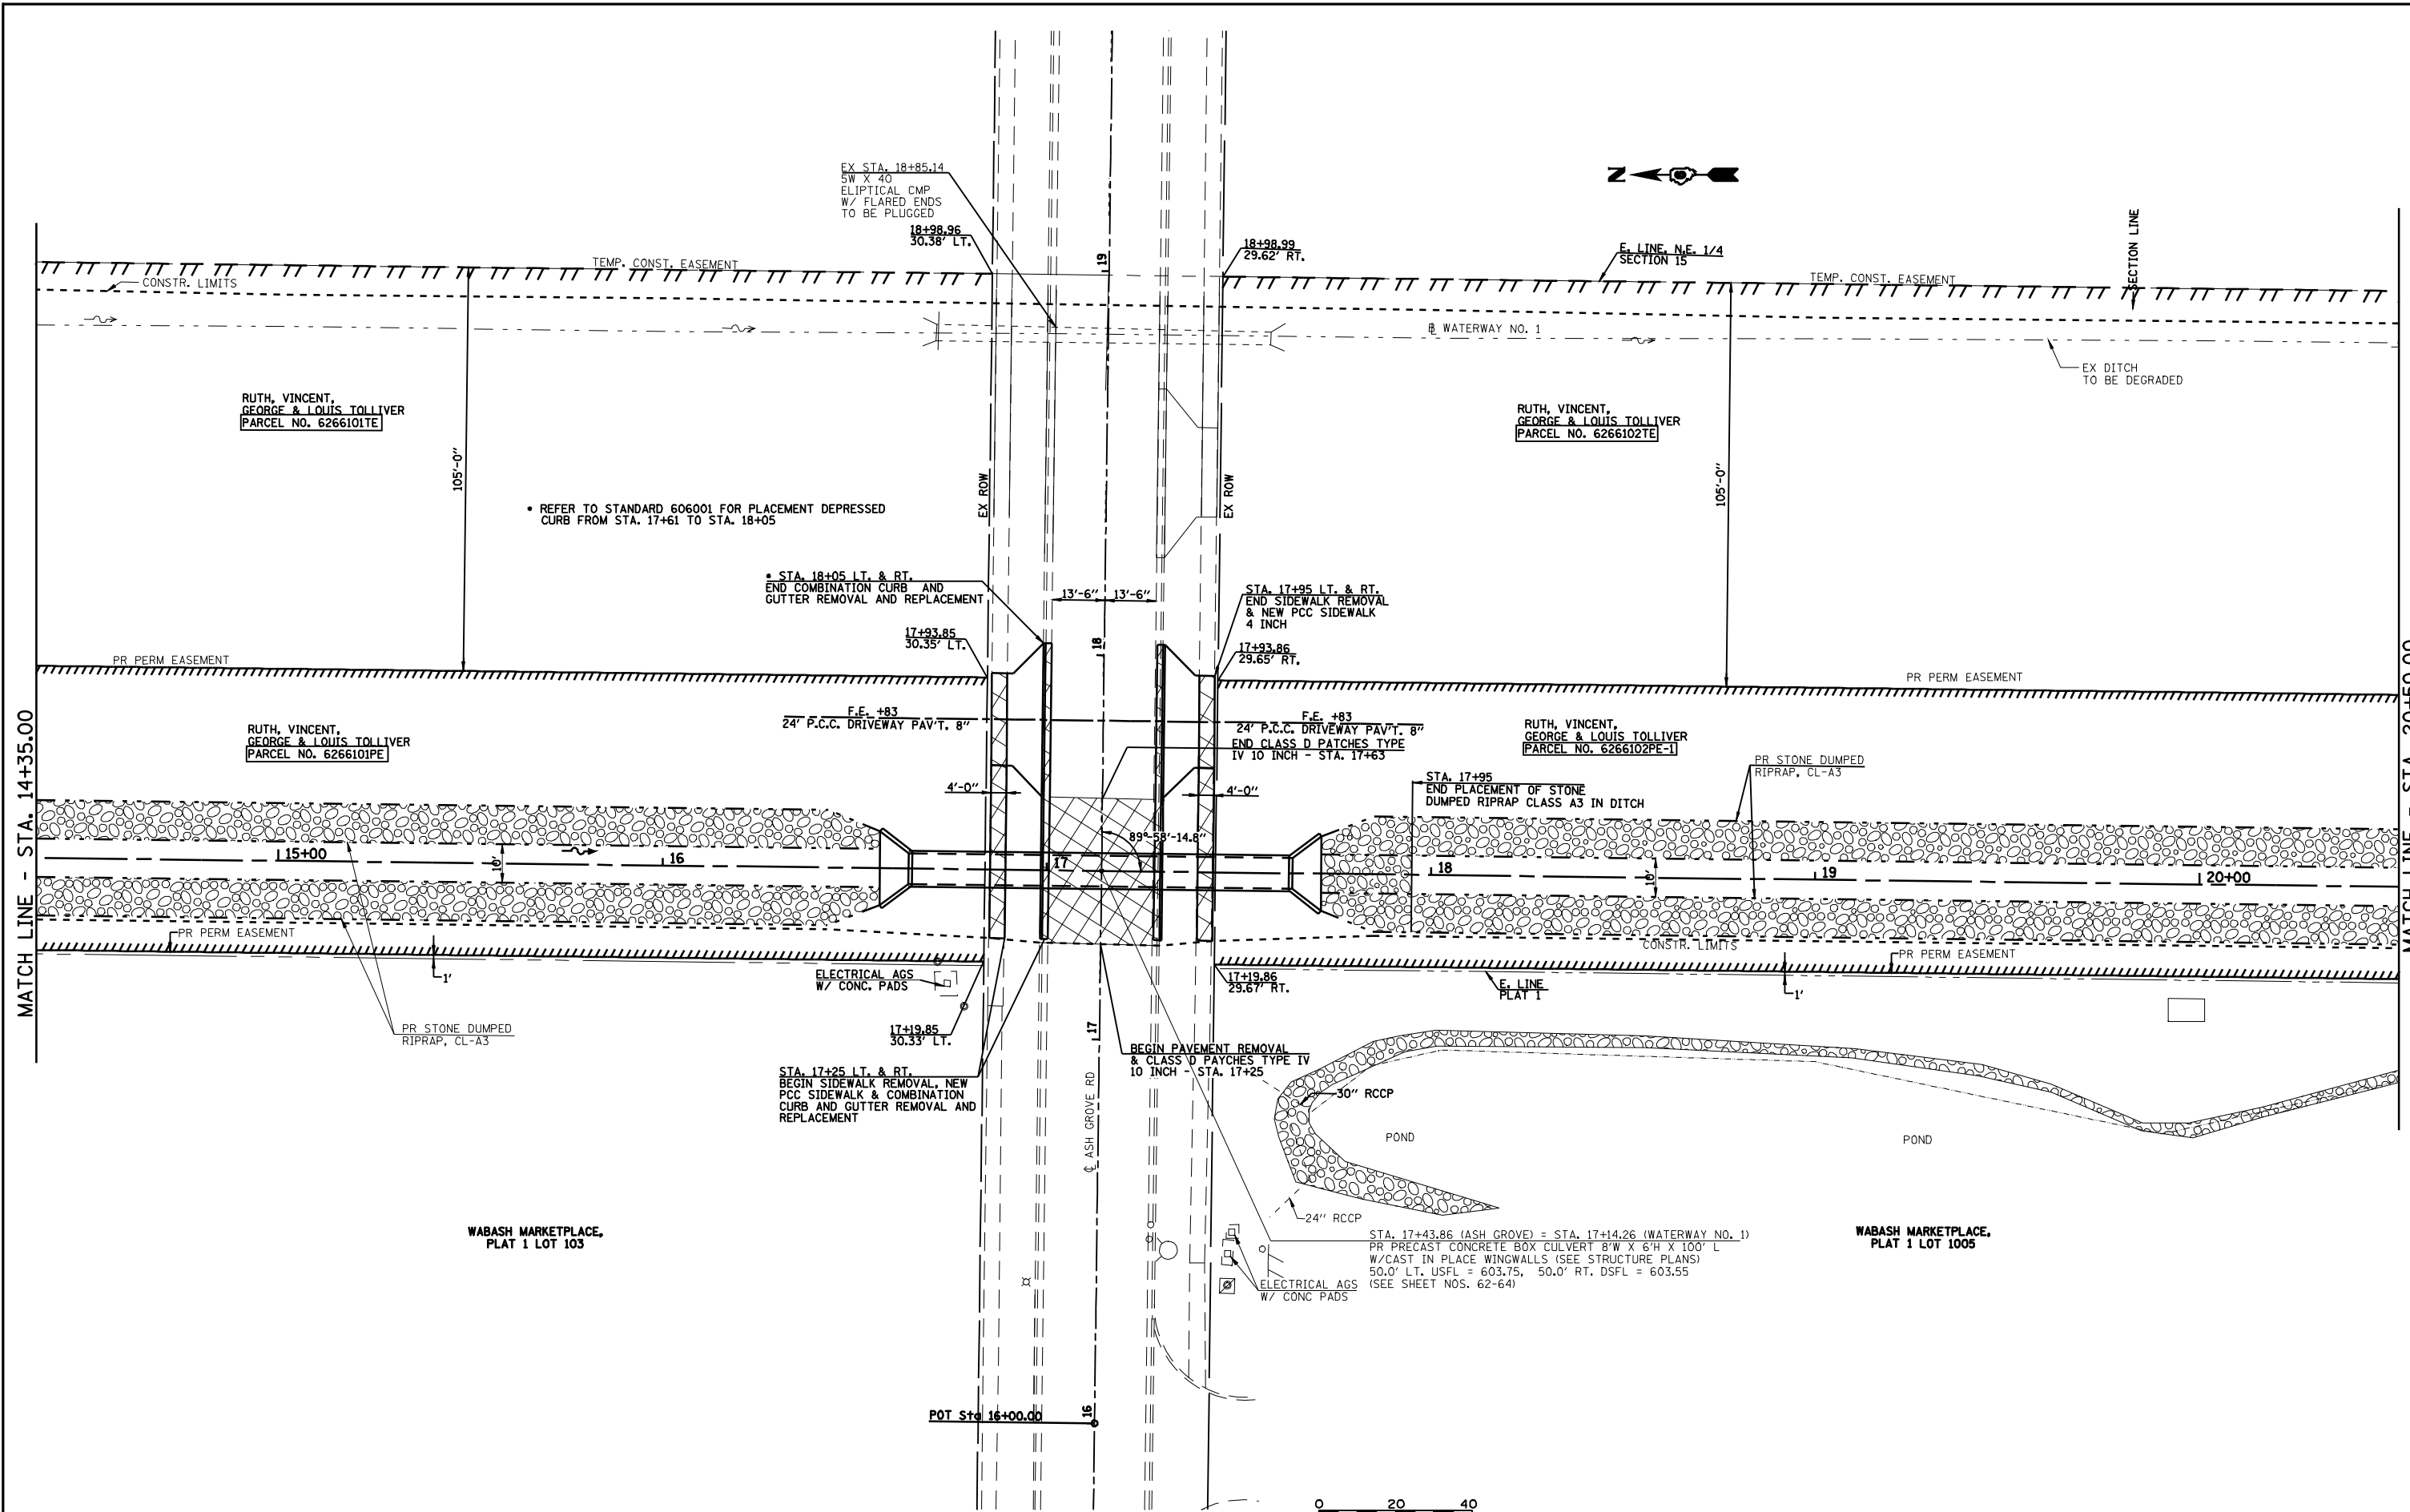 EX STA. 18+85.14
5W X 40
ELIPTICAL CMP
W/ FLARED ENDS
TO BE PLUGGED
18+98.96
30.38' LT.
19
18+98.99
29.62' RT.
N
E. LINE, N.E. 1/4
SECTION 15
SECTION LINE
TEMP. CONST. EASEMENT
TEMP. CONST. EASEMENT
CONSTR. LIMITS
WATERWAY NO. 1
EX DITCH
TO BE DEGRADED
RUTH, VINCENT,
GEORGE & LOUIS TOLLIVER
PARCEL NO. 6266101TE
105'-0"
RUTH, VINCENT,
GEORGE & LOUIS TOLLIVER
PARCEL NO. 6266102TE
105'-0"
EX ROW
EX ROW
* REFER TO STANDARD 606001 FOR PLACEMENT DEPRESSED
CURB FROM STA. 17+61 TO STA. 18+05
* STA. 18+05 LT. & RT.
END COMBINATION CURB AND
GUTTER REMOVAL AND REPLACEMENT
13'-6"
13'-6"
STA. 17+95 LT. & RT.
END SIDEWALK REMOVAL
& NEW PCC SIDEWALK
4 INCH
17+93.85
30.35' LT.
18
17+93.86
29.65' RT.
PR PERM EASEMENT
PR PERM EASEMENT
MATCH LINE - STA. 14+35.00
MATCH LINE - STA. 20+50.00
F.E. +83
24' P.C.C. DRIVEWAY PAV'T. 8"
F.E. +83
24' P.C.C. DRIVEWAY PAV'T. 8"
RUTH, VINCENT,
GEORGE & LOUIS TOLLIVER
PARCEL NO. 6266101PE
END CLASS D PATCHES TYPE
IV 10 INCH - STA. 17+63
RUTH, VINCENT,
GEORGE & LOUIS TOLLIVER
PARCEL NO. 6266102PE-1
STA. 17+95
END PLACEMENT OF STONE
DUMPED RIPRAP CLASS A3 IN DITCH
PR STONE DUMPED
RIPRAP, CL-A3
4'-0"
4'-0"
89°-58'-14.8"
15+00
10'
16
17
18
10'
19
20+00
PR PERM EASEMENT
1'
CONSTR. LIMITS
PR PERM EASEMENT
1'
ELECTRICAL AGS
W/ CONC. PADS
17+19.86
29.67' RT.
E. LINE
PLAT 1
PR STONE DUMPED
RIPRAP, CL-A3
17+19.85
30.33' LT.
17
BEGIN PAVEMENT REMOVAL
& CLASS D PAYCHES TYPE IV
10 INCH - STA. 17+25
STA. 17+25 LT. & RT.
BEGIN SIDEWALK REMOVAL, NEW
PCC SIDEWALK & COMBINATION
CURB AND GUTTER REMOVAL AND
REPLACEMENT
℄ ASH GROVE RD
30" RCCP
POND
POND
24" RCCP
WABASH MARKETPLACE,
PLAT 1 LOT 103
WABASH MARKETPLACE,
PLAT 1 LOT 1005
STA. 17+43.86 (ASH GROVE) = STA. 17+14.26 (WATERWAY NO. 1)
PR PRECAST CONCRETE BOX CULVERT 8'W X 6'H X 100' L
W/CAST IN PLACE WINGWALLS (SEE STRUCTURE PLANS)
50.0' LT. USFL = 603.75, 50.0' RT. DSFL = 603.55
(SEE SHEET NOS. 62-64)
ELECTRICAL AGS
W/ CONC PADS
POT Sta 16+00.00
16
0 20 40